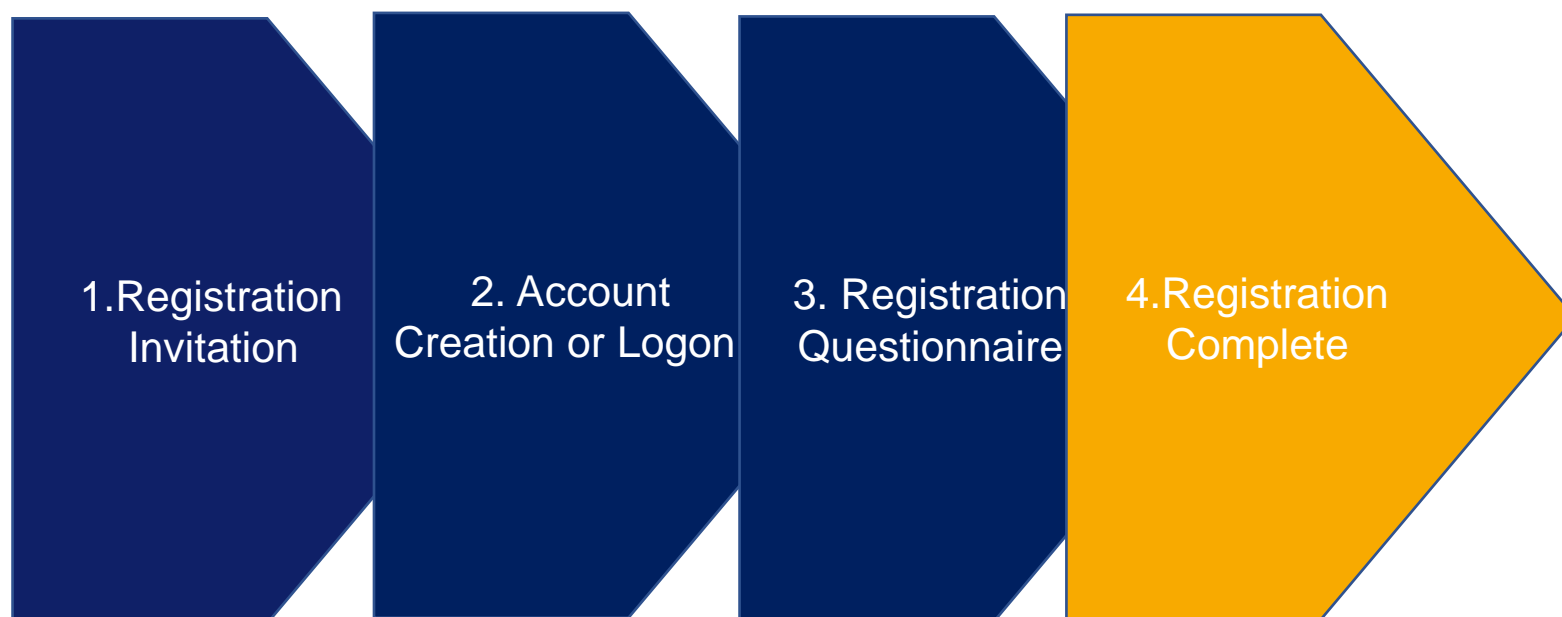 1.Registration
Invitation
2. Account
Creation or Logon
3. Registration
Questionnaire
4.Registration
Complete